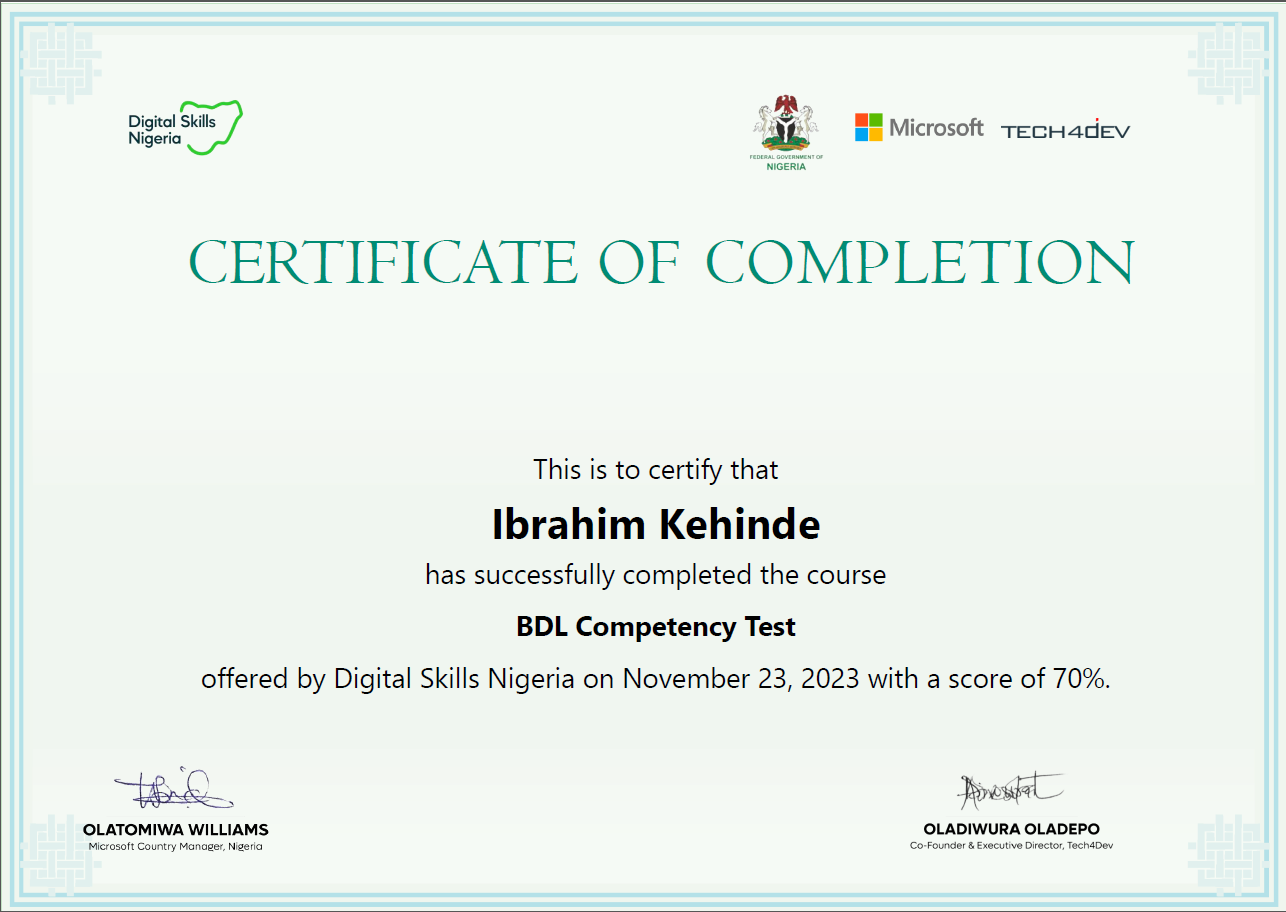 Digital Skills
Nigeria
FEDERAL GOVERNMENT OF
NIGERIA
Microsoft
TECH4DEV
CERTIFICATE OF COMPLETION
This is to certify that
Ibrahim Kehinde
has successfully completed the course
BDL Competency Test
offered by Digital Skills Nigeria on November 23, 2023 with a score of 70%.
OLATOMIWA WILLIAMS
Microsoft Country Manager, Nigeria
OLADIWURA OLADEPO
Co-Founder & Executive Director, Tech4Dev